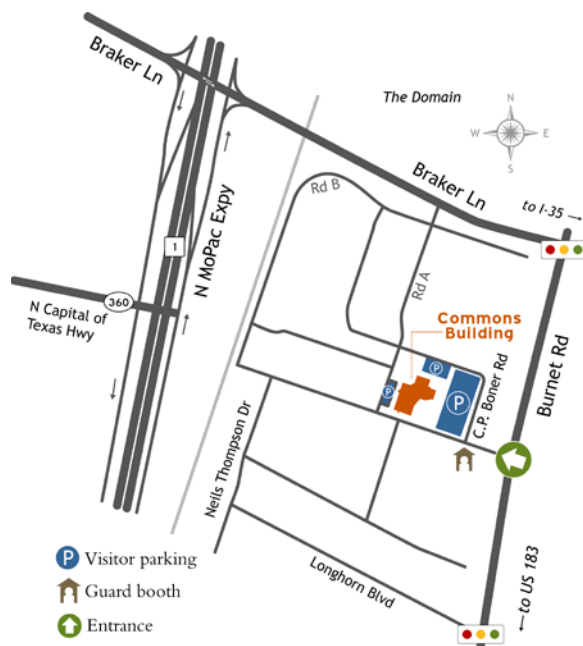 Braker Ln
The Domain
N
W
E
S
Braker Ln
to I-35
Rd B
Rd A
N MoPac Expy
1
360
N Capital of
Texas Hwy
Commons
Building
P
P
P
C.P. Boner Rd
Burnet Rd
Neils Thompson Dr
Longhorn Blvd
to US 183
P Visitor parking
Guard booth
Entrance